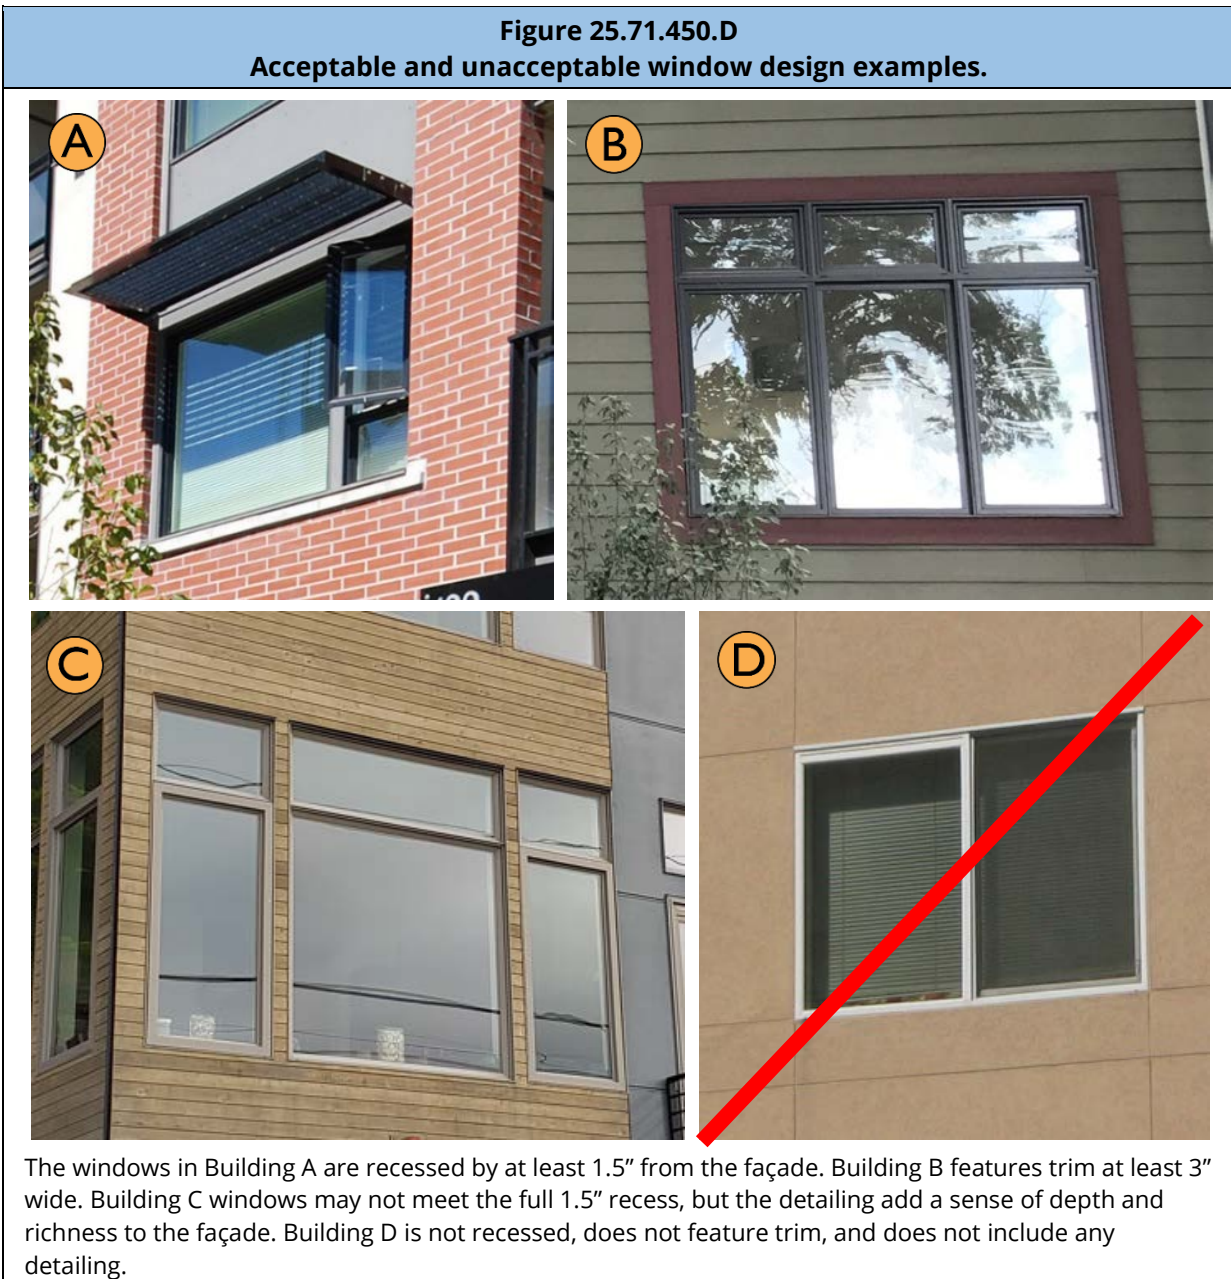 Figure 25.71.450.D
Acceptable and unacceptable window design examples.
A
B
C
D
The windows in Building A are recessed by at least 1.5” from the façade. Building B features trim at least 3”
wide. Building C windows may not meet the full 1.5” recess, but the detailing add a sense of depth and
richness to the façade. Building D is not recessed, does not feature trim, and does not include any
detailing.